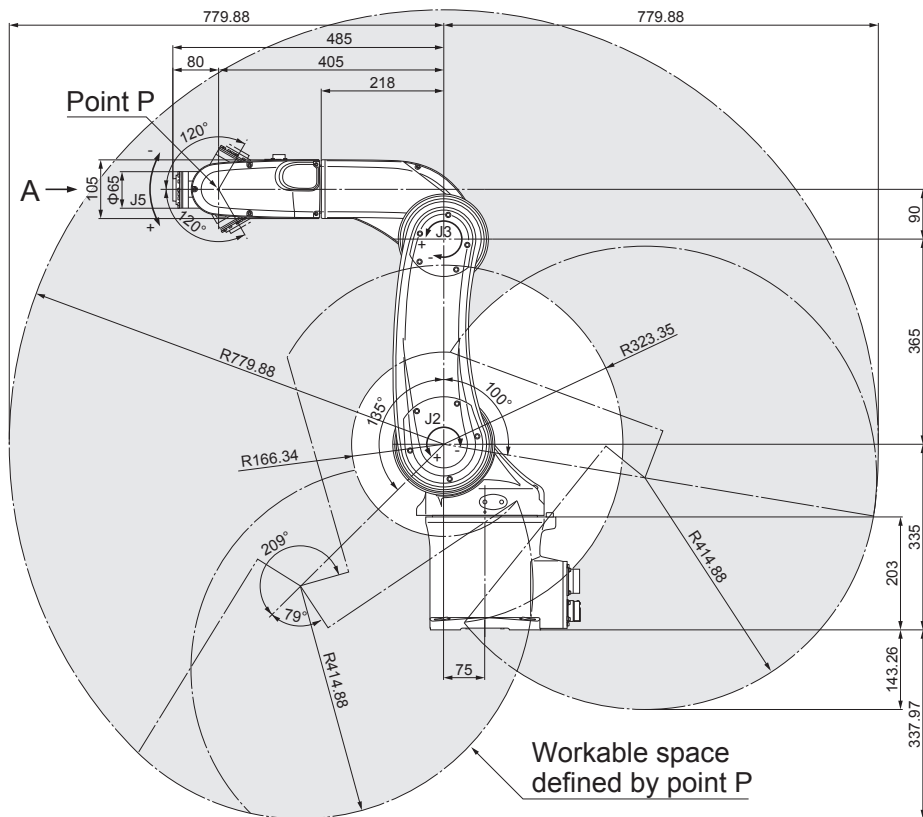 779.88
779.88
485
80
405
218
Point P
120°
A
105
Φ65
J5
-
+
120°
J3
+
-
90
365
R779.88
R323.35
135°
100°
J2
+
-
R166.34
209°
79°
R414.88
R414.88
335
203
75
143.26
337.97
Workable space
defined by point P